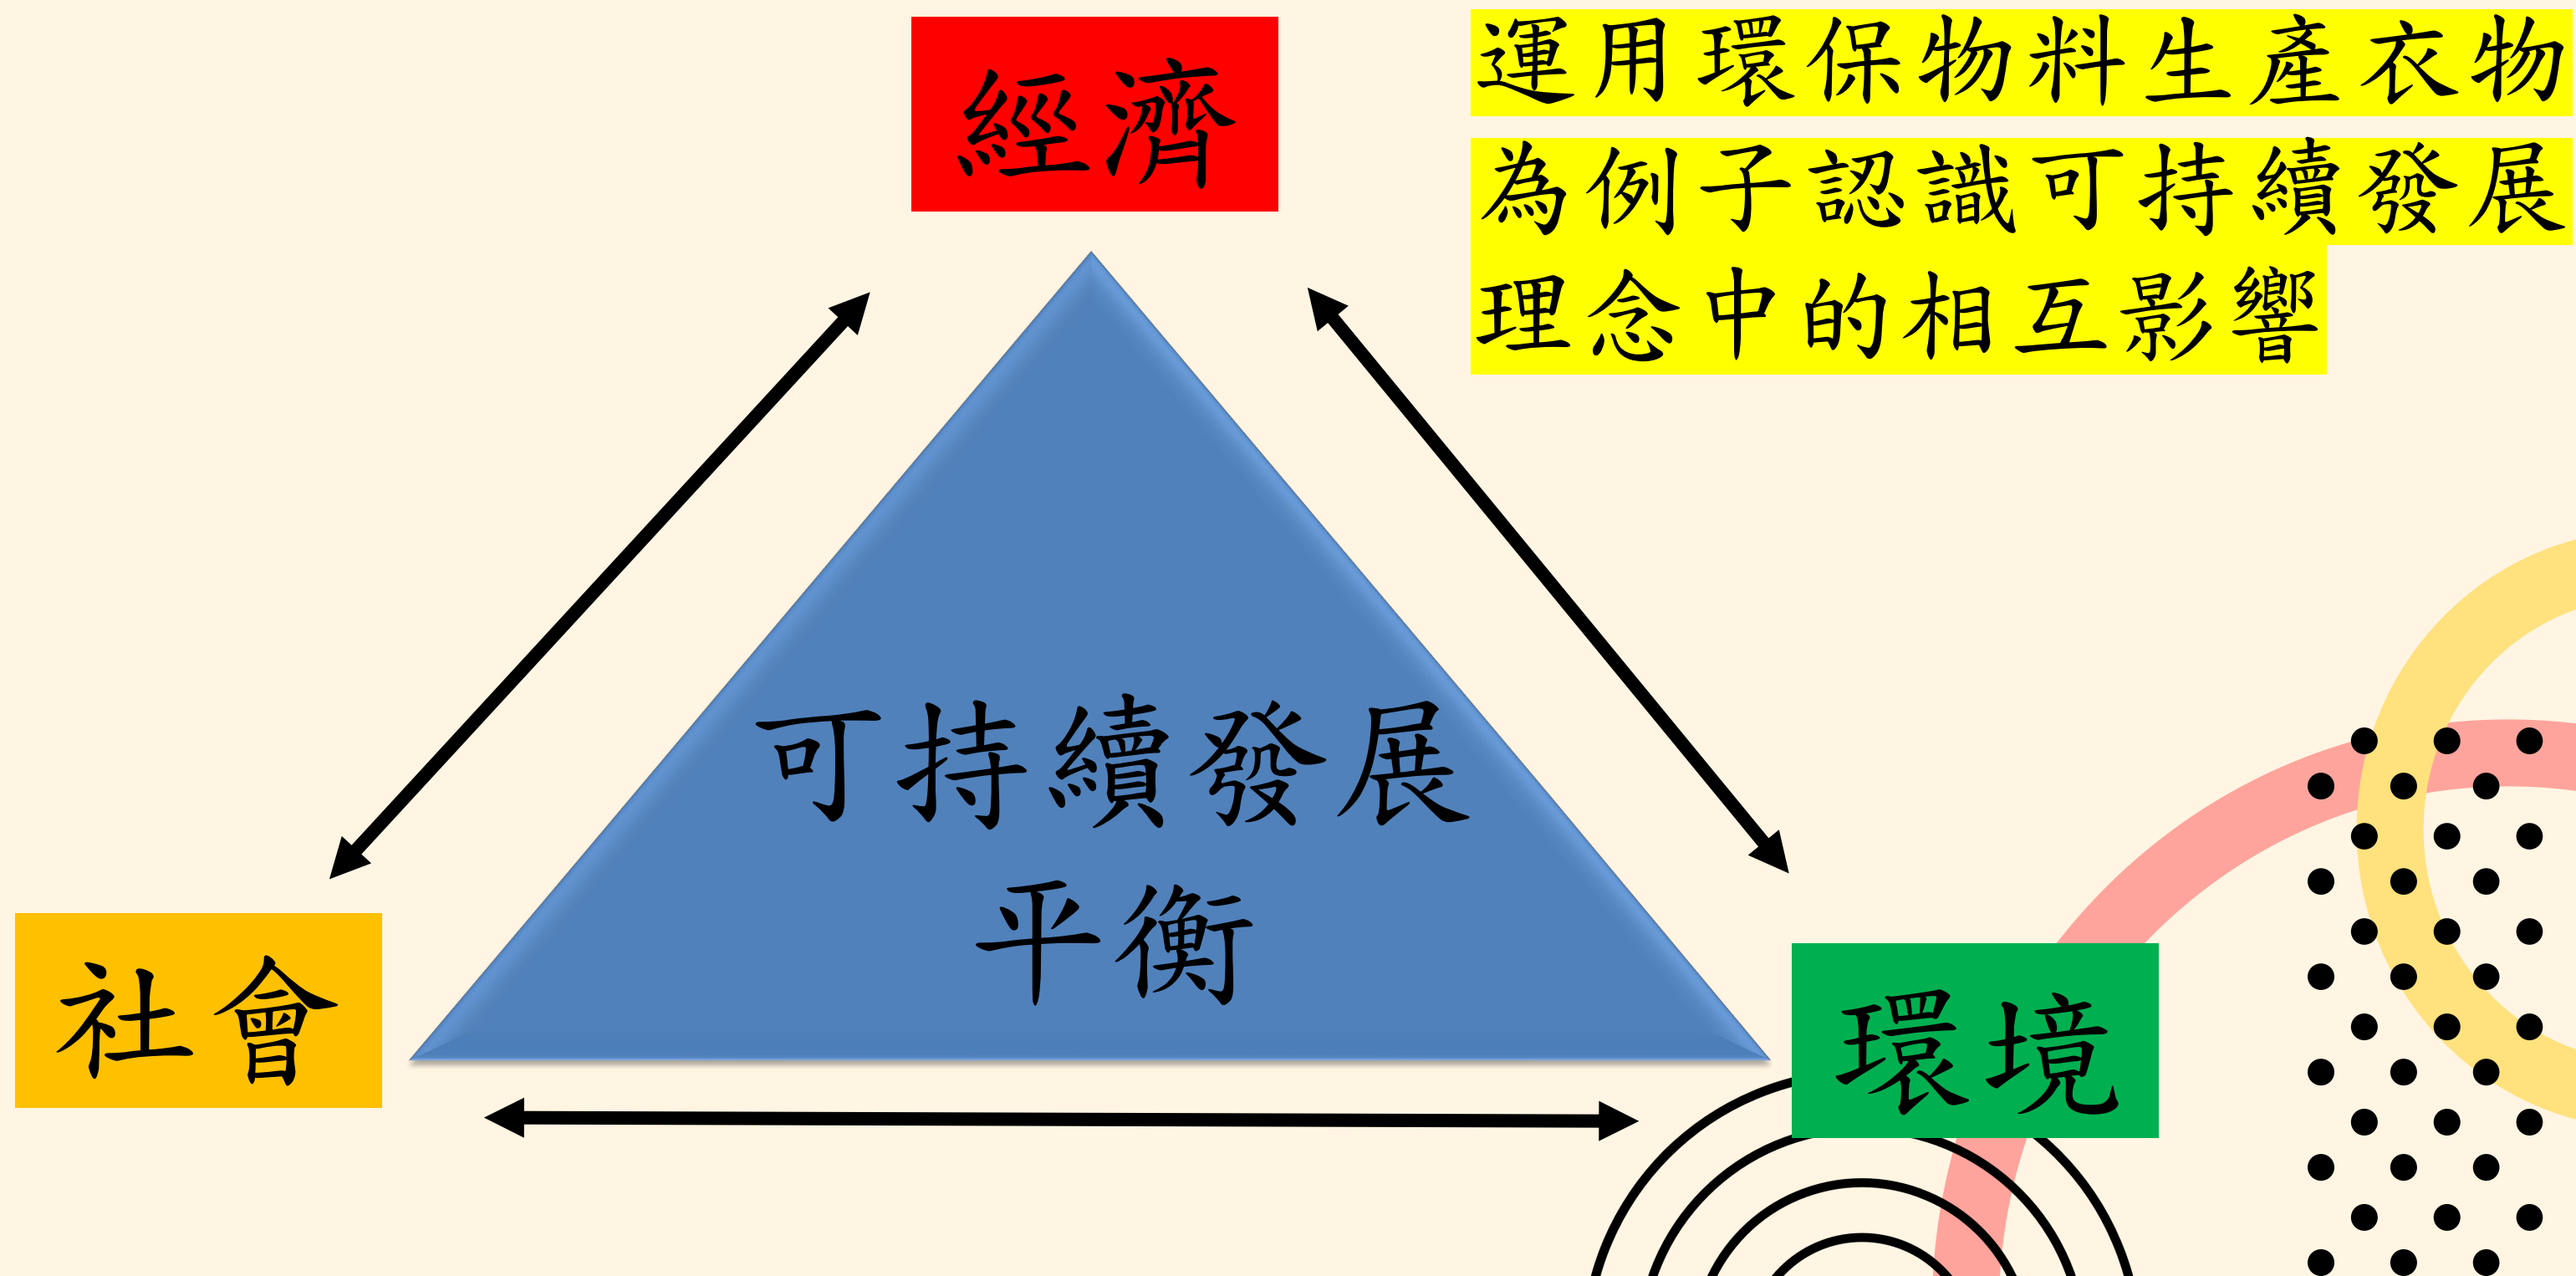 經濟
運用環保物料生產衣物
為例子認識可持續發展
理念中的相互影響
可持續發展
平衡
社會
環境